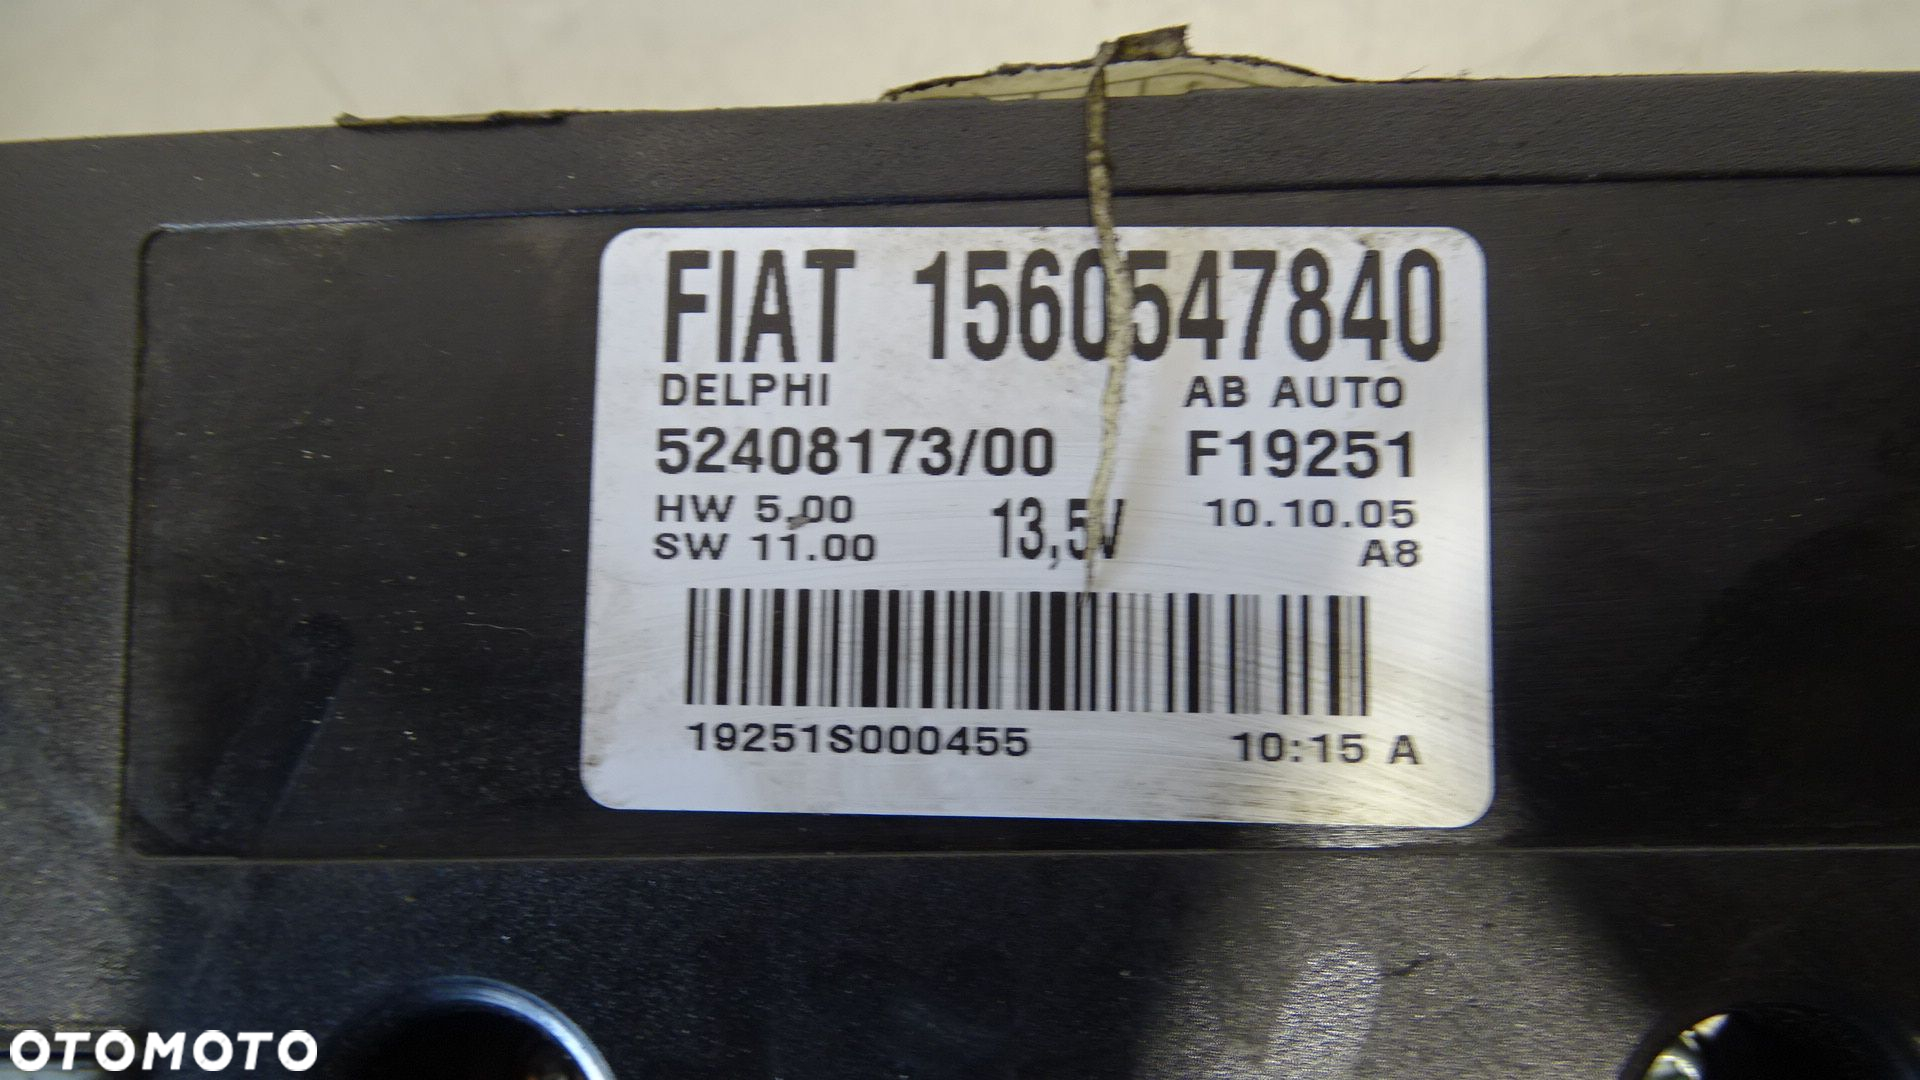 FIAT 1560547840
DELPHI AB AUTO
52408173/00 F19251
HW 5.00 13,5V 10.10.05
SW 11.00 A8
19251S000455 10:15 A
OTOMOTO